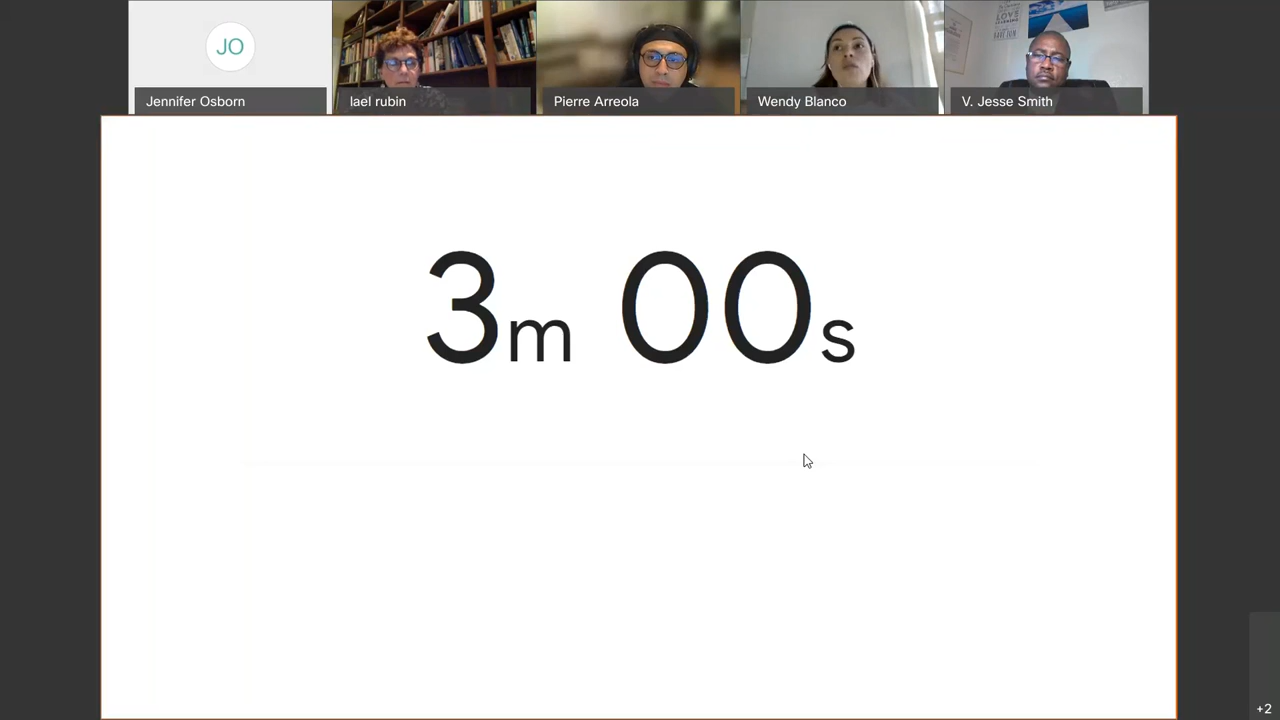 JO
Jennifer Osborn
lael rubin
Pierre Arreola
Wendy Blanco
V. Jesse Smith
3m 00s
+2